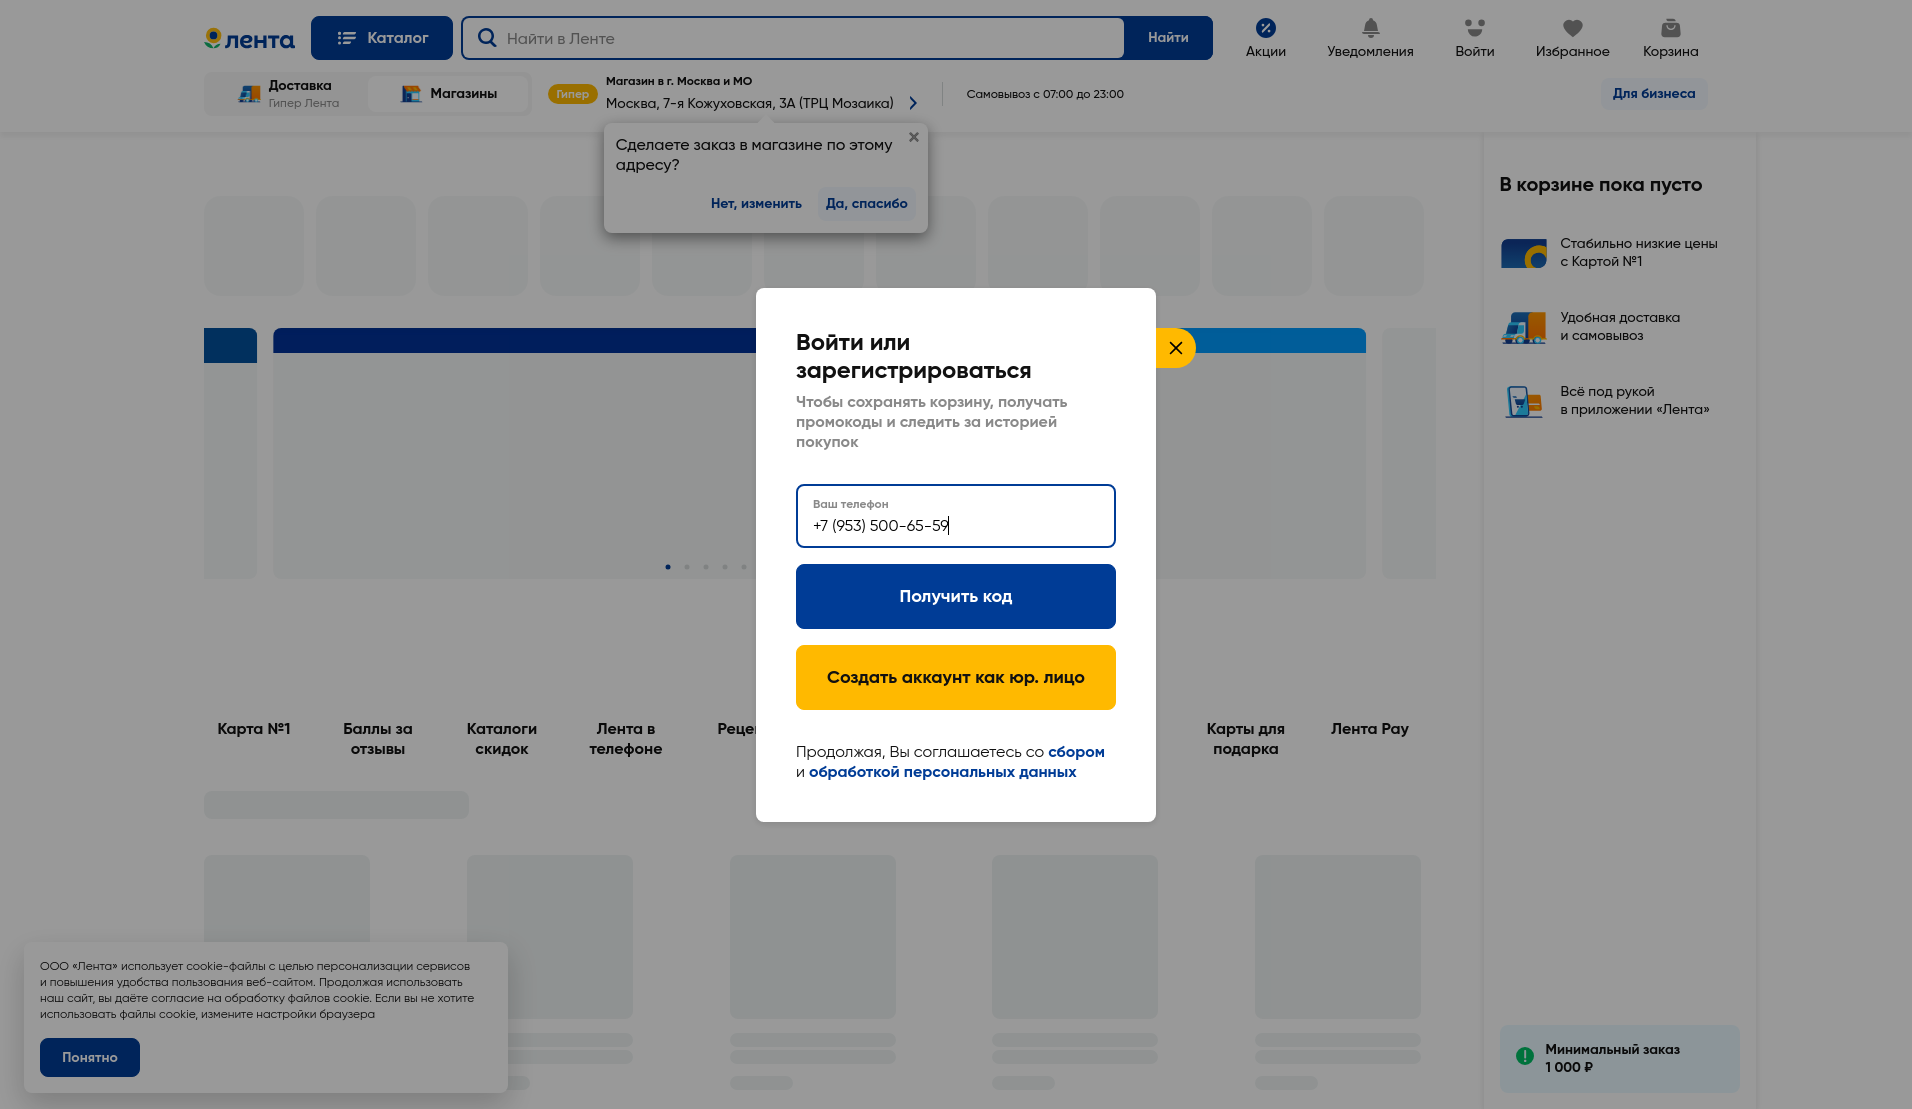 лента
Каталог
Найти в Ленте
Найти
Акции
Уведомления
Войти
Избранное
Корзина
Доставка
Гипер Лента
Магазины
Гипер
Магазин в г. Москва и МО
Москва, 7-я Кожуховская, 3А (ТРЦ Мозаика)
Самовывоз с 07:00 до 23:00
Для бизнеса
Сделаете заказ в магазине по этому
адресу?
Нет, изменить
Да, спасибо
В корзине пока пусто
Стабильно низкие цены
с Картой №1
Удобная доставка
и самовывоз
Всё под рукой
в приложении «Лента»
Войти или
зарегистрироваться
Чтобы сохранять корзину, получать
промокоды и следить за историей
покупок
Ваш телефон
+7 (953) 500-65-59
Получить код
Создать аккаунт как юр. лицо
Продолжая, Вы соглашаетесь со сбором
и обработкой персональных данных
Карта №1
Баллы за
отзывы
Каталоги
скидок
Лента в
телефоне
Карты для
подарка
Лента Pay
ООО «Лента» использует cookie-файлы с целью персонализации сервисов
и повышения удобства пользования веб-сайтом. Продолжая использовать
наш сайт, вы даёте согласие на обработку файлов cookie. Если вы не хотите
использовать файлы cookie, измените настройки браузера
Понятно
Минимальный заказ
1 000 ₽